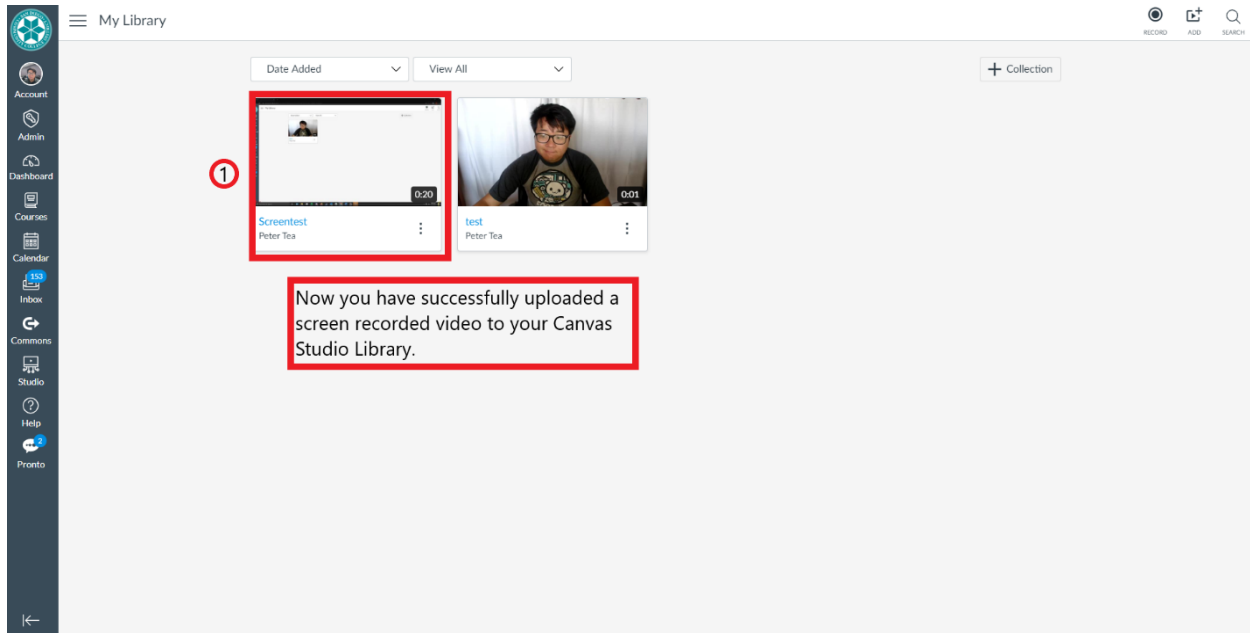 My Library
RECORD
ADD
SEARCH
Date Added
View All
+ Collection
Account
Admin
Dashboard
Courses
Calendar
153
Inbox
Commons
Studio
Help
2
Pronto
1
0:20
Screentest
Peter Tea
0:01
test
Peter Tea
Now you have successfully uploaded a
screen recorded video to your Canvas
Studio Library.